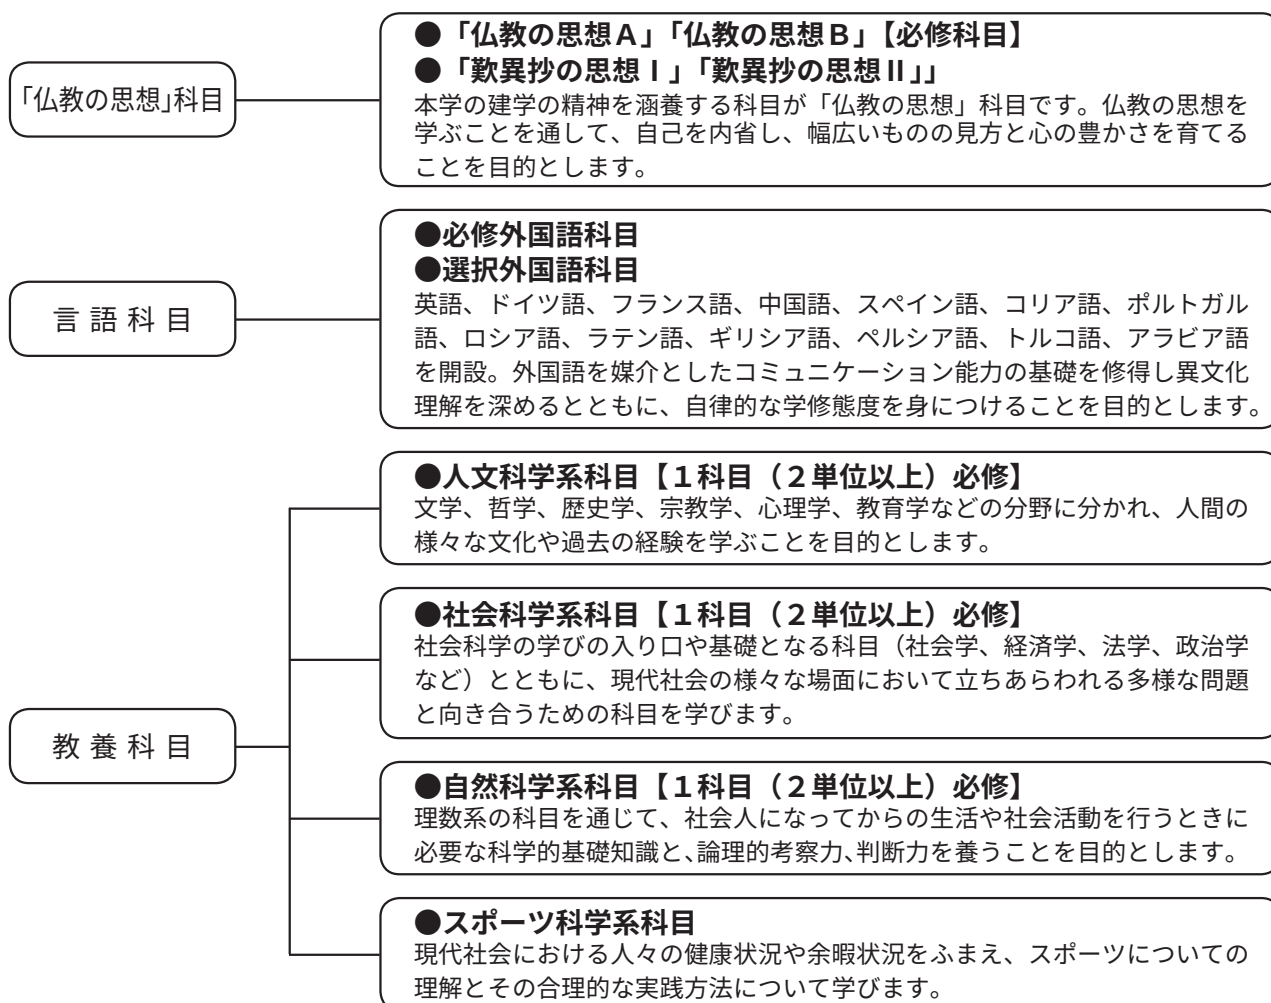 「仏教の思想」科目
●「仏教の思想A」「仏教の思想B」【必修科目】
●「歎異抄の思想Ⅰ」「歎異抄の思想Ⅱ」」
本学の建学の精神を涵養する科目が「仏教の思想」科目です。仏教の思想を
学ぶことを通して、自己を内省し、幅広いものの見方と心の豊かさを育てる
ことを目的とします。
言語科目
●必修外国語科目
●選択外国語科目
英語、ドイツ語、フランス語、中国語、スペイン語、コリア語、ポルトガル
語、ロシア語、ラテン語、ギリシア語、ペルシア語、トルコ語、アラビア語
を開設。外国語を媒介としたコミュニケーション能力の基礎を修得し異文化
理解を深めるとともに、自律的な学修態度を身につけることを目的とします。
教養科目
●人文科学系科目【1科目（2単位以上）必修】
文学、哲学、歴史学、宗教学、心理学、教育学などの分野に分かれ、人間の
様々な文化や過去の経験を学ぶことを目的とします。
●社会科学系科目【1科目（2単位以上）必修】
社会科学の学びの入り口や基礎となる科目（社会学、経済学、法学、政治学
など）とともに、現代社会の様々な場面において立ちあらわれる多様な問題
と向き合うための科目を学びます。
●自然科学系科目【1科目（2単位以上）必修】
理数系の科目を通じて、社会人になってからの生活や社会活動を行うときに
必要な科学的基礎知識と、論理的考察力、判断力を養うことを目的とします。
●スポーツ科学系科目
現代社会における人々の健康状況や余暇状況をふまえ、スポーツについての
理解とその合理的な実践方法について学びます。